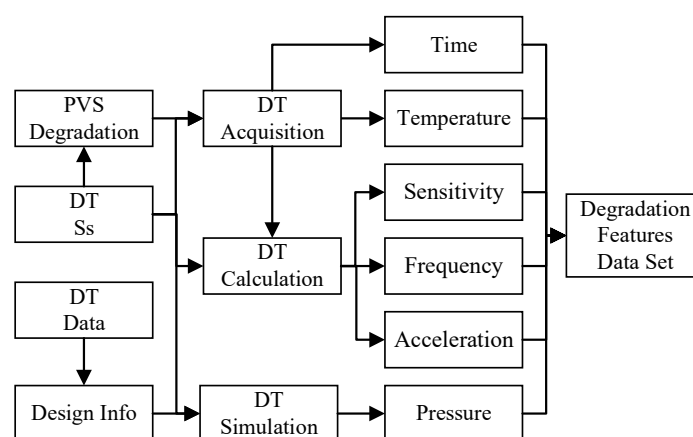 Time
PVS
Degradation
DT
Acquisition
Temperature
DT
Ss
Sensitivity
DT
Calculation
Frequency
Degradation
Features
Data Set
DT
Data
Acceleration
Design Info
DT
Simulation
Pressure